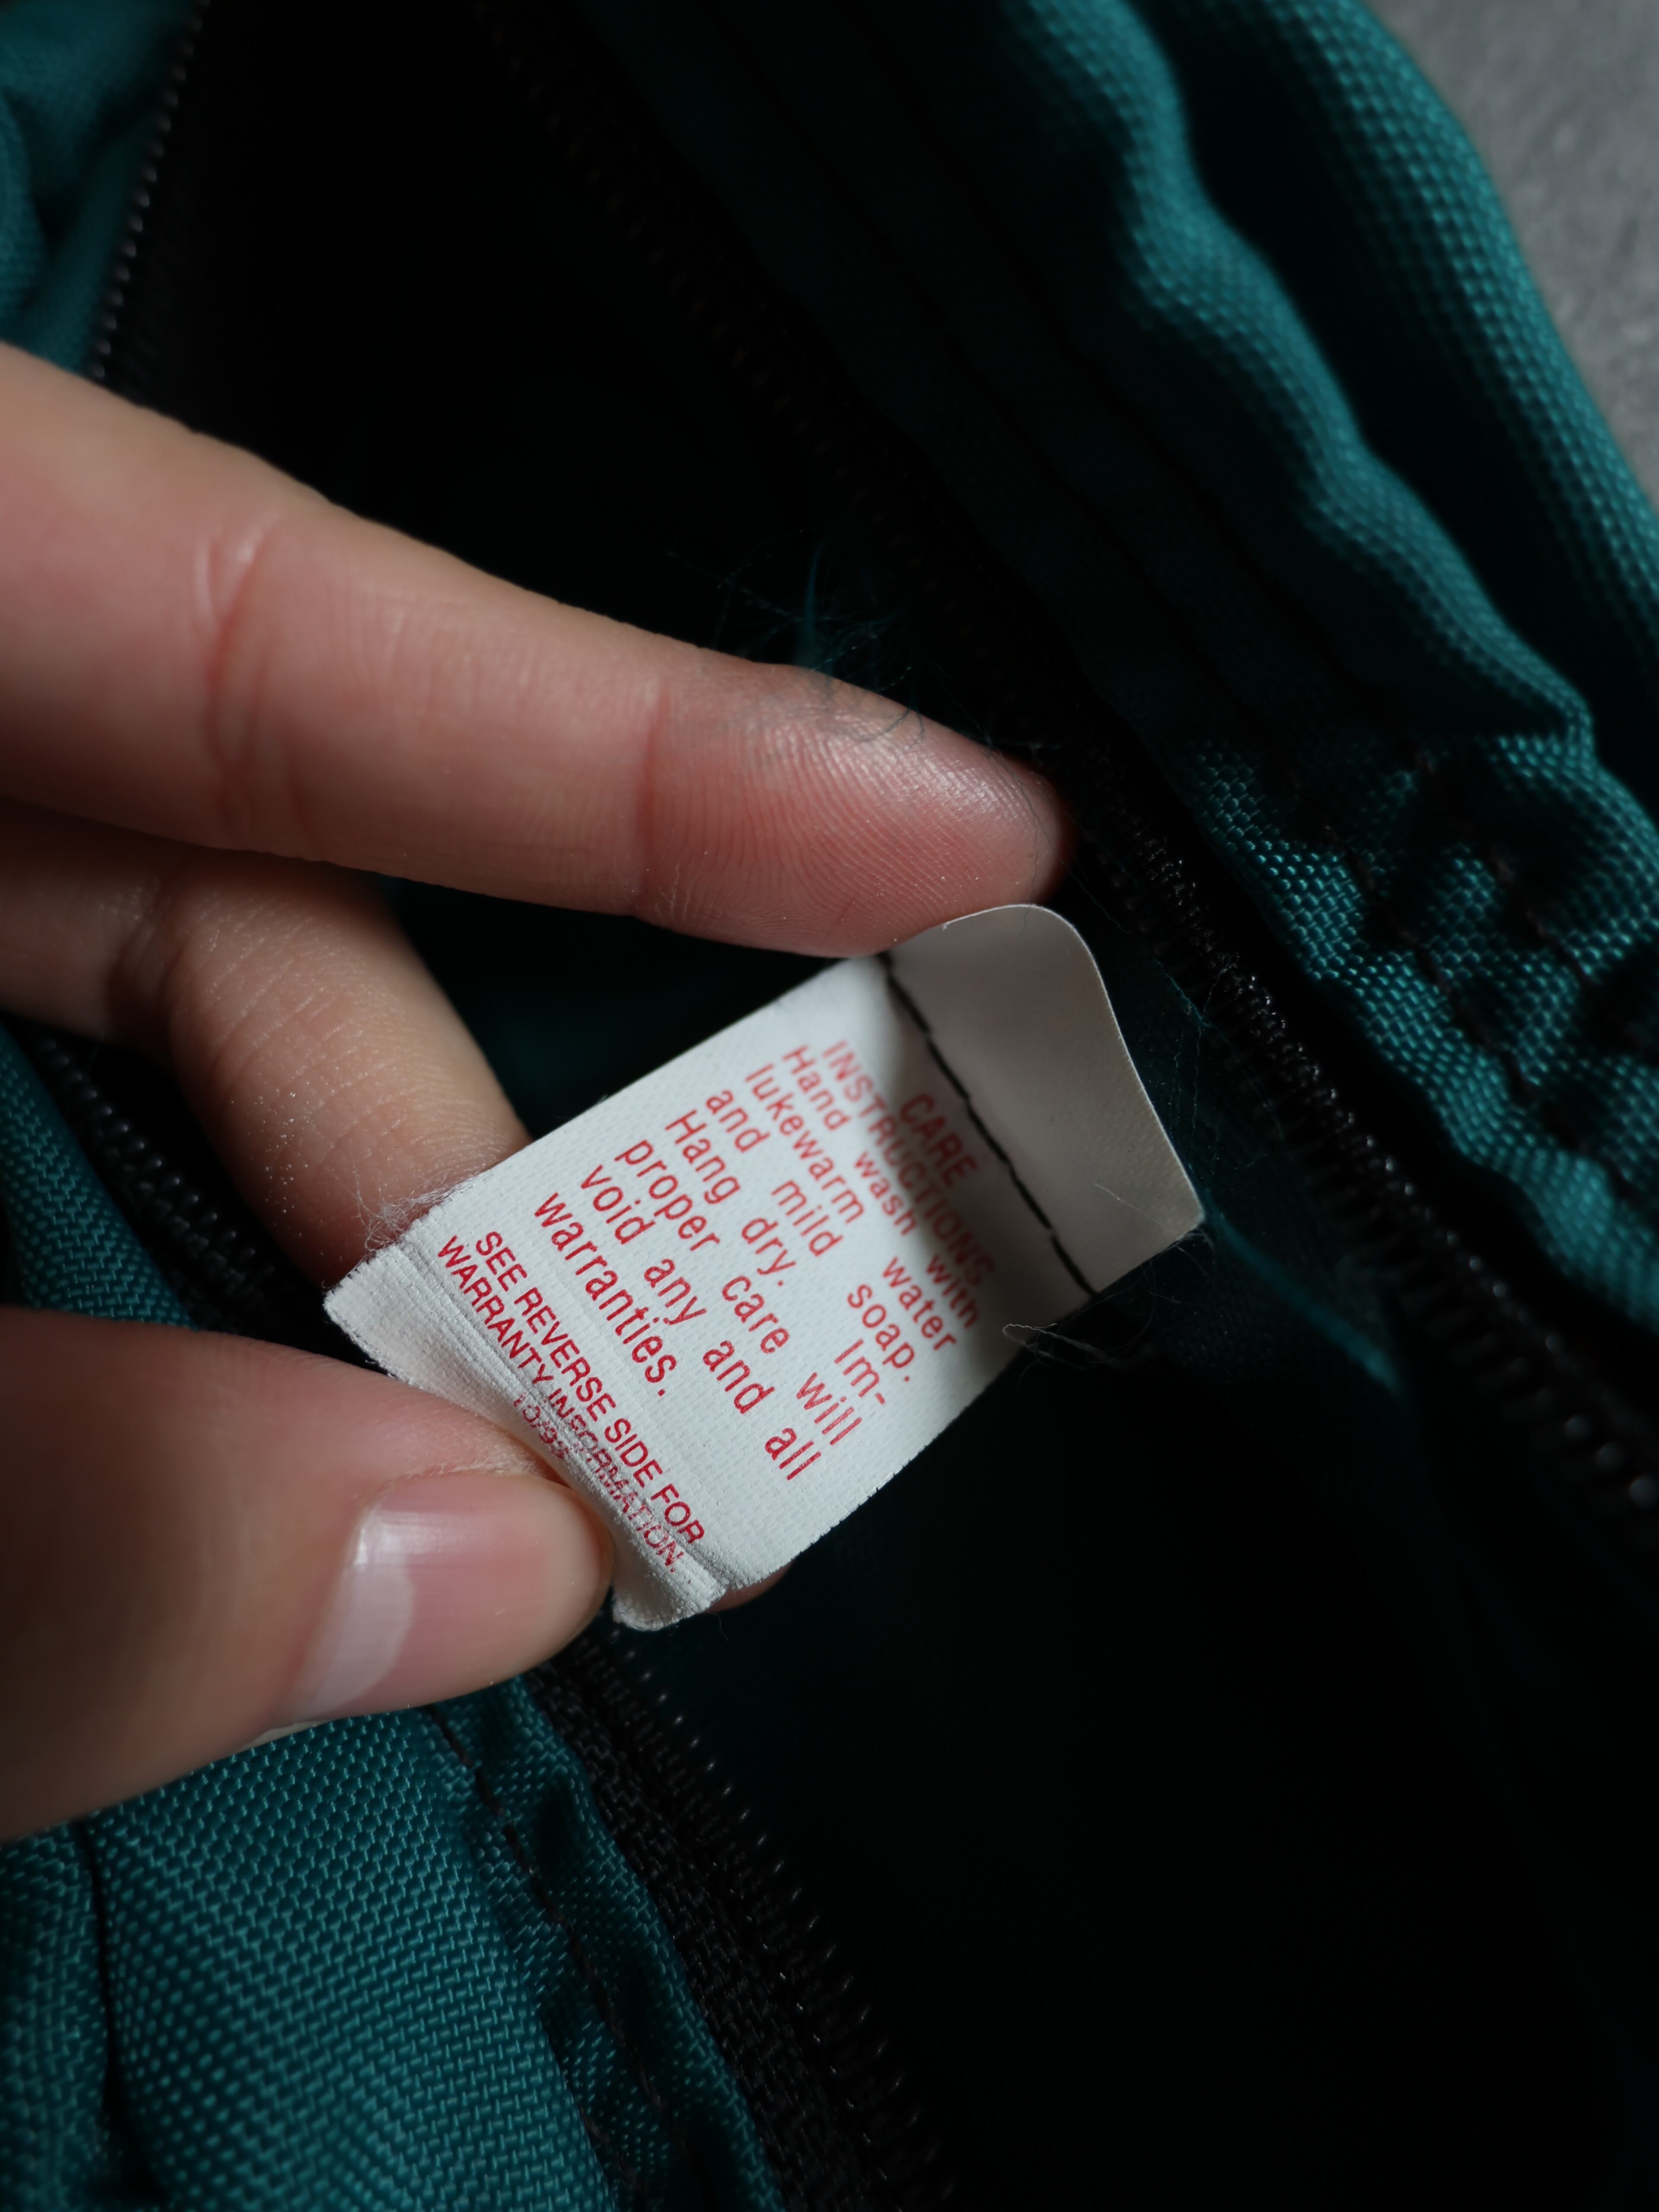 CARE
INSTRUCTIONS
Hand wash with
lukewarm water
and mild soap.
Hang dry. Im-
proper care will
void any and all
warranties.
SEE REVERSE SIDE FOR
WARRANTY INFORMATION.